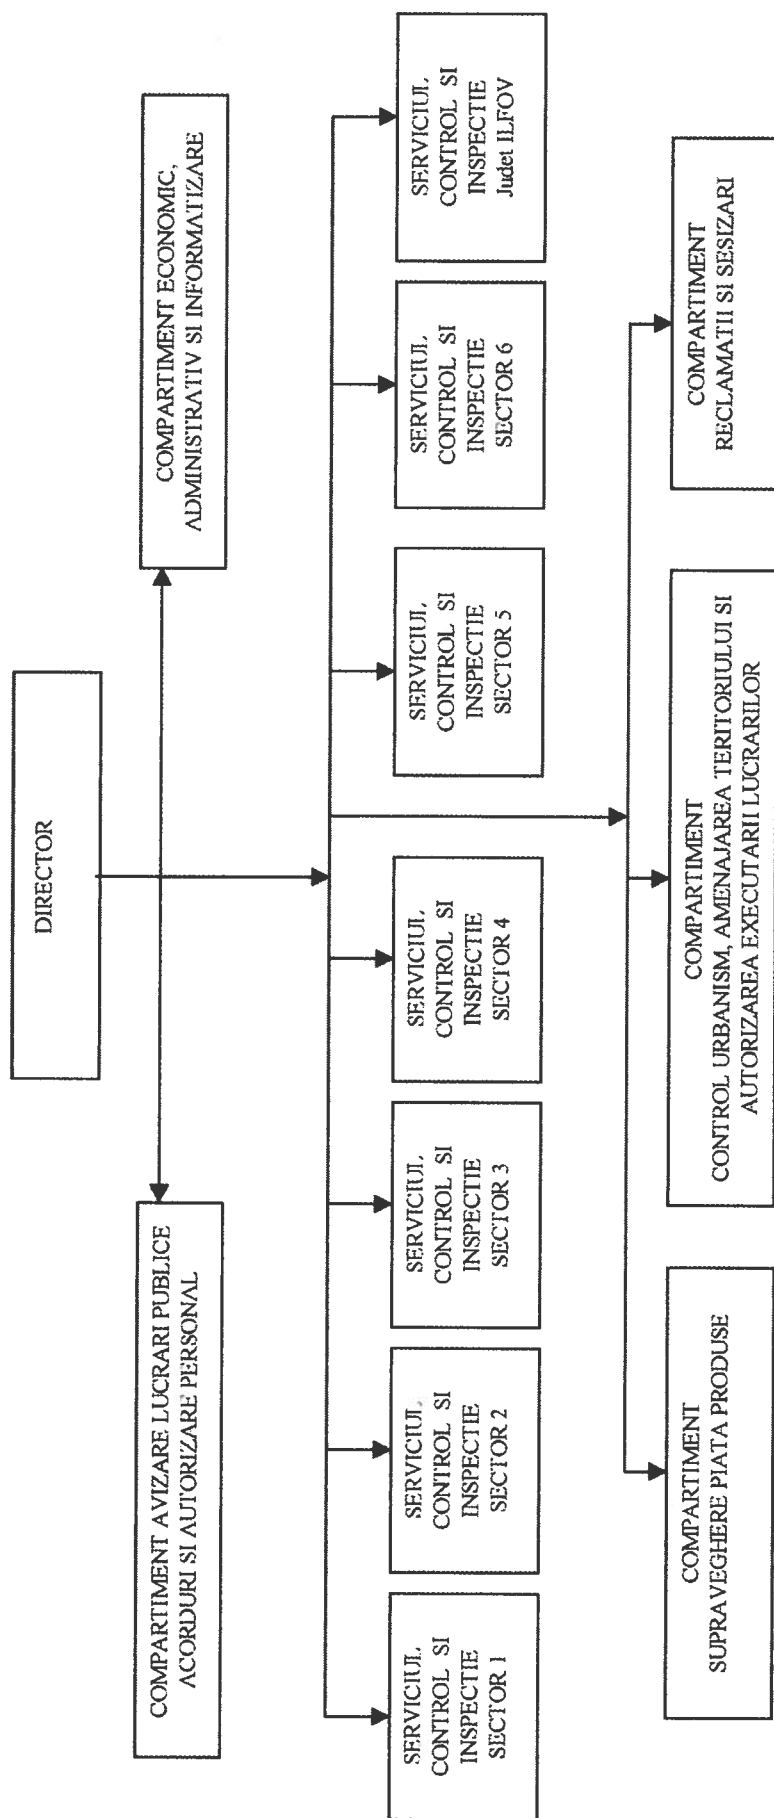 DIRECTOR
COMPARTIMENT AVIZARE LUCRARI PUBLICE
ACORDURI SI AUTORIZARE PERSONAL
COMPARTIMENT ECONOMIC,
ADMINISTRATIV SI INFORMATIZARE
SERVICIUL
CONTROL SI
INSPECTIE
SECTOR 1
SERVICIUL
CONTROL SI
INSPECTIE
SECTOR 2
SERVICIUL
CONTROL SI
INSPECTIE
SECTOR 3
SERVICIUL
CONTROL SI
INSPECTIE
SECTOR 4
SERVICIUL
CONTROL SI
INSPECTIE
SECTOR 5
SERVICIUL
CONTROL SI
INSPECTIE
SECTOR 6
SERVICIUL
CONTROL SI
INSPECTIE
Judet ILFOV
COMPARTIMENT
SUPRAVEGHERE PIATA PRODUSE
COMPARTIMENT
CONTROL URBANISM, AMENAJAREA TERITORIULUI SI
AUTORIZAREA EXECUTARII LUCRARILOR
COMPARTIMENT
RECLAMATII SI SESIZARI